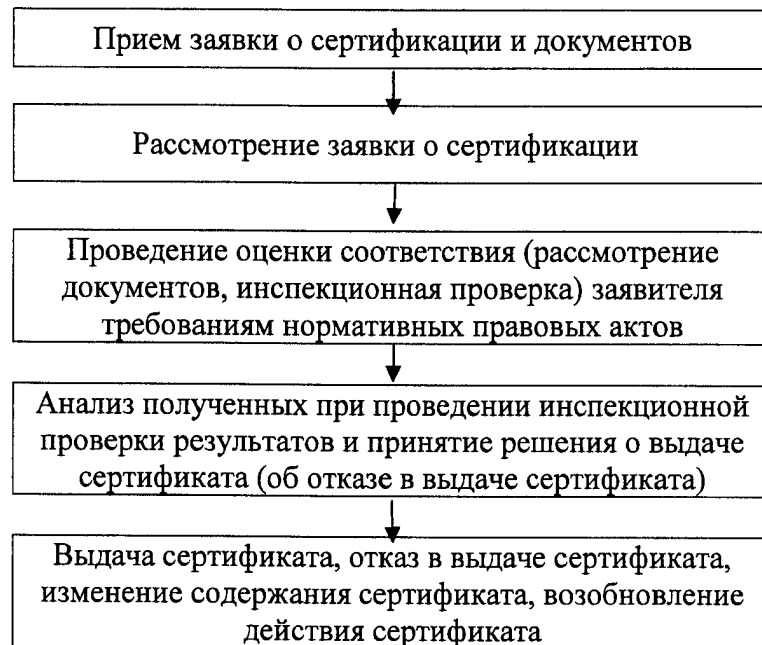 Прием заявки о сертификации и документов
Рассмотрение заявки о сертификации
Проведение оценки соответствия (рассмотрение
документов, инспекционная проверка) заявителя
требованиям нормативных правовых актов
Анализ полученных при проведении инспекционной
проверки результатов и принятие решения о выдаче
сертификата (об отказе в выдаче сертификата)
Выдача сертификата, отказ в выдаче сертификата,
изменение содержания сертификата, возобновление
действия сертификата